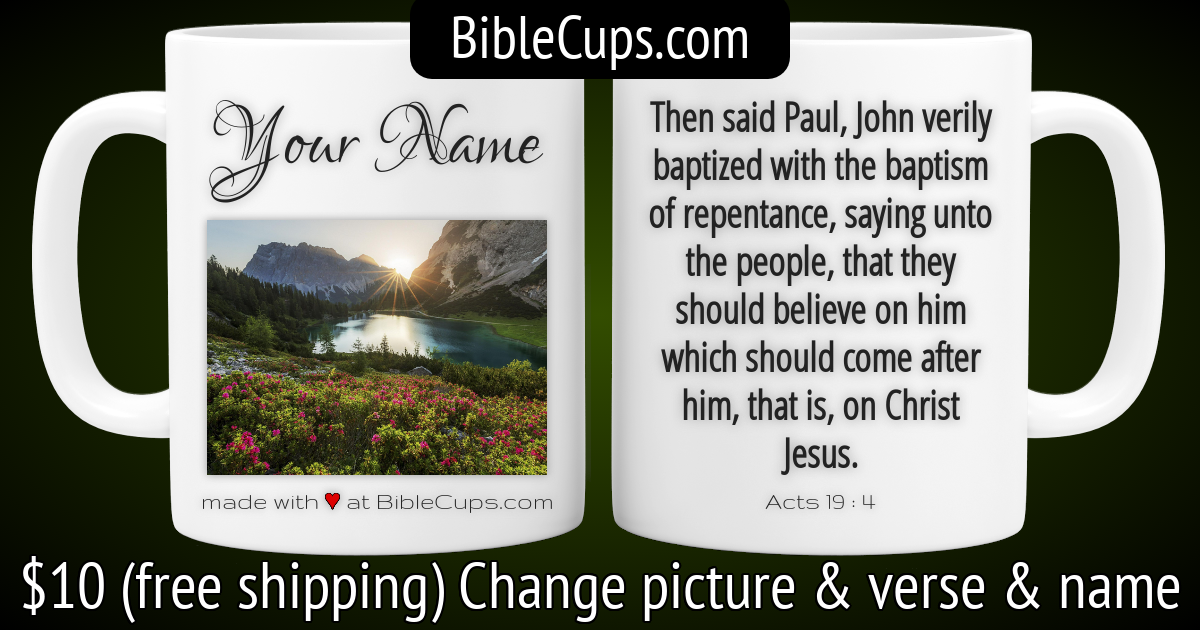 BibleCups.com
Your Name
made with ❤ at BibleCups.com
Then said Paul, John verily
baptized with the baptism
of repentance, saying unto
the people, that they
should believe on him
which should come after
him, that is, on Christ
Jesus.
Acts 19 : 4
$10 (free shipping) Change picture & verse & name